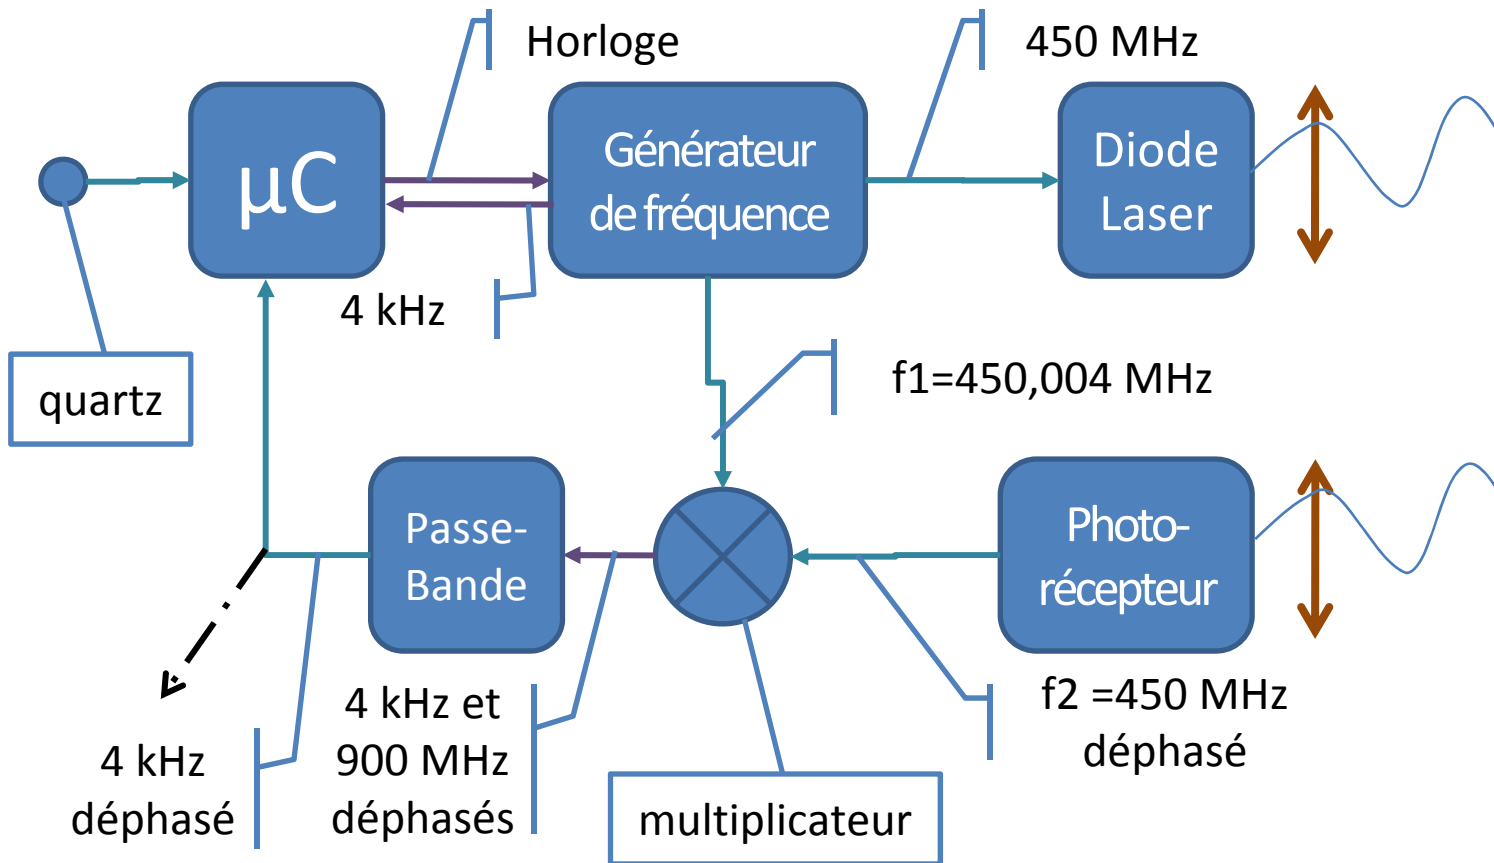 Horloge
450 MHz
µC
Générateur
de fréquence
Diode
Laser
4 kHz
quartz
f1=450,004 MHz
Passe-
Bande
Photo-
récepteur
4 kHz
déphasé
4 kHz et
900 MHz
déphasés
multiplicateur
f2 =450 MHz
déphasé